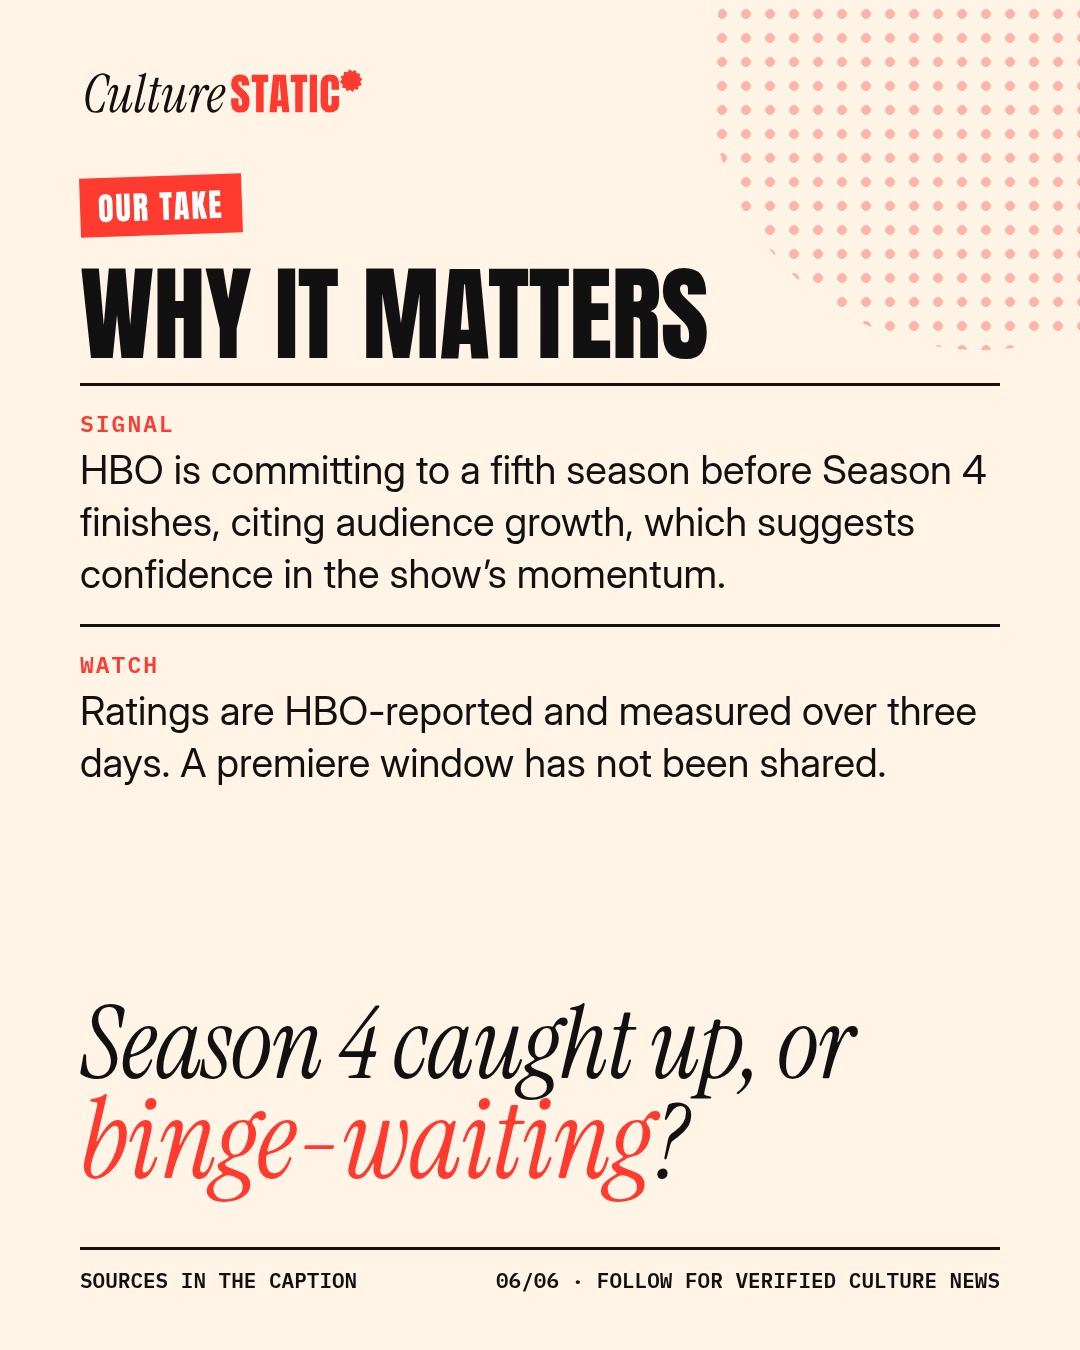 Culture STATIC
OUR TAKE
WHY IT MATTERS
SIGNAL
HBO is committing to a fifth season before Season 4
finishes, citing audience growth, which suggests
confidence in the show’s momentum.
WATCH
Ratings are HBO-reported and measured over three
days. A premiere window has not been shared.
Season 4 caught up, or
binge-waiting?
SOURCES IN THE CAPTION
06/06 · FOLLOW FOR VERIFIED CULTURE NEWS